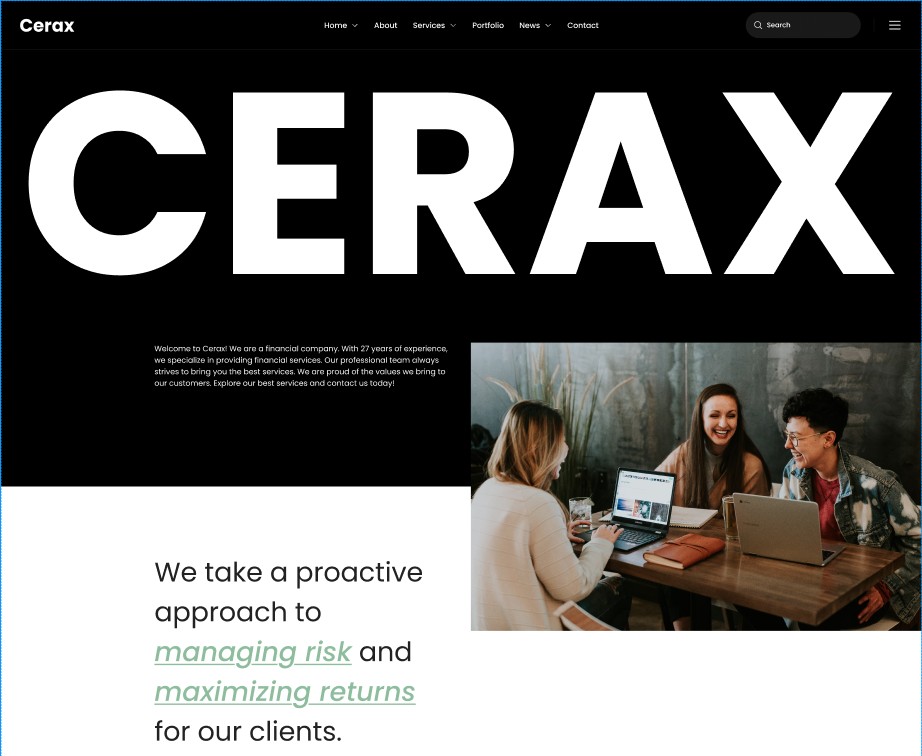 Cerax
Home About Services Portfolio News Contact
Search
CERAX
Welcome to Cerax! We are a financial company. With 27 years of experience,
we specialize in providing financial services. Our professional team always
strives to bring you the best services. We are proud of the values we bring to
our customers. Explore our best services and contact us today!
We take a proactive
approach to
managing risk and
maximizing returns
for our clients.